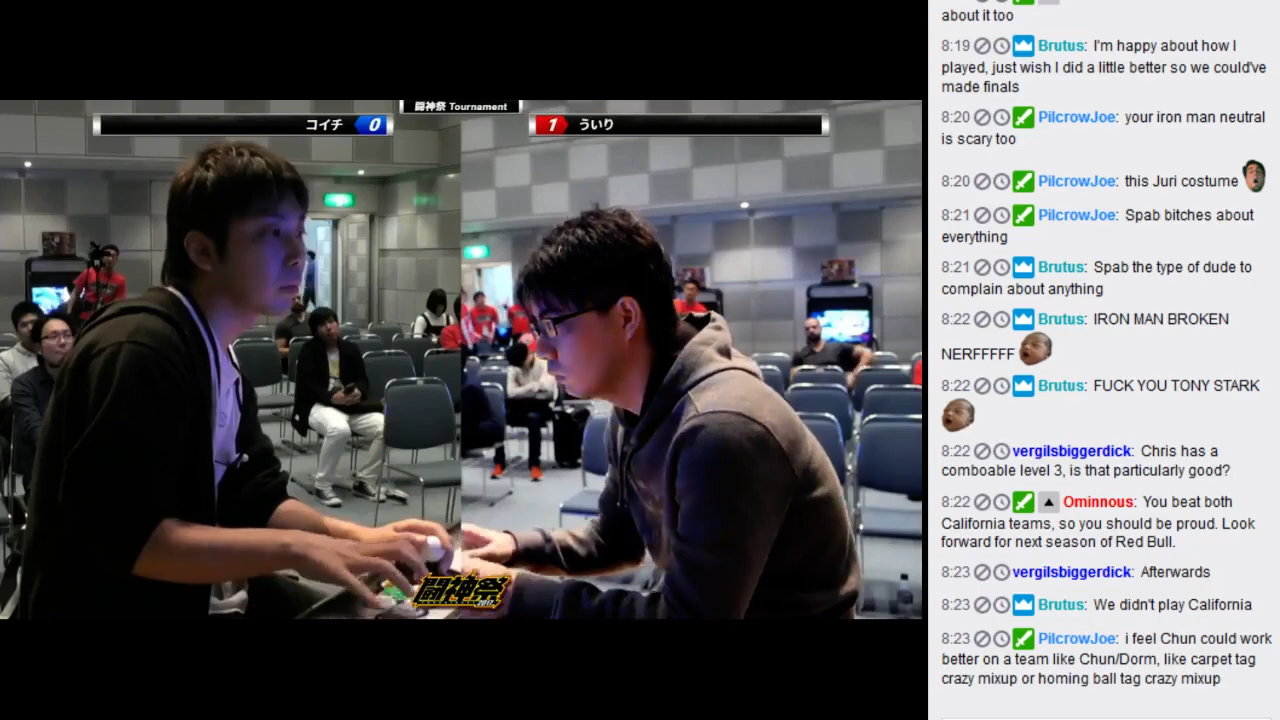 闘神祭 Tournament
コイチ 0
1 ういり
闘神祭
2017
about it too
8:19 Brutus: I'm happy about how I
played, just wish I did a little better so we could've
made finals
8:20 PilcrowJoe: your iron man neutral
is scary too
8:20 PilcrowJoe: this Juri costume
8:21 PilcrowJoe: Spab bitches about
everything
8:21 Brutus: Spab the type of dude to
complain about anything
8:22 Brutus: IRON MAN BROKEN
NERFFFFF
8:22 Brutus: FUCK YOU TONY STARK
8:22 vergilsbiggerdick: Chris has a
comboable level 3, is that particularly good?
8:22 Ominnous: You beat both
California teams, so you should be proud. Look
forward for next season of Red Bull.
8:23 vergilsbiggerdick: Afterwards
8:23 Brutus: We didn't play California
8:23 PilcrowJoe: i feel Chun could work
better on a team like Chun/Dorm, like carpet tag
crazy mixup or homing ball tag crazy mixup